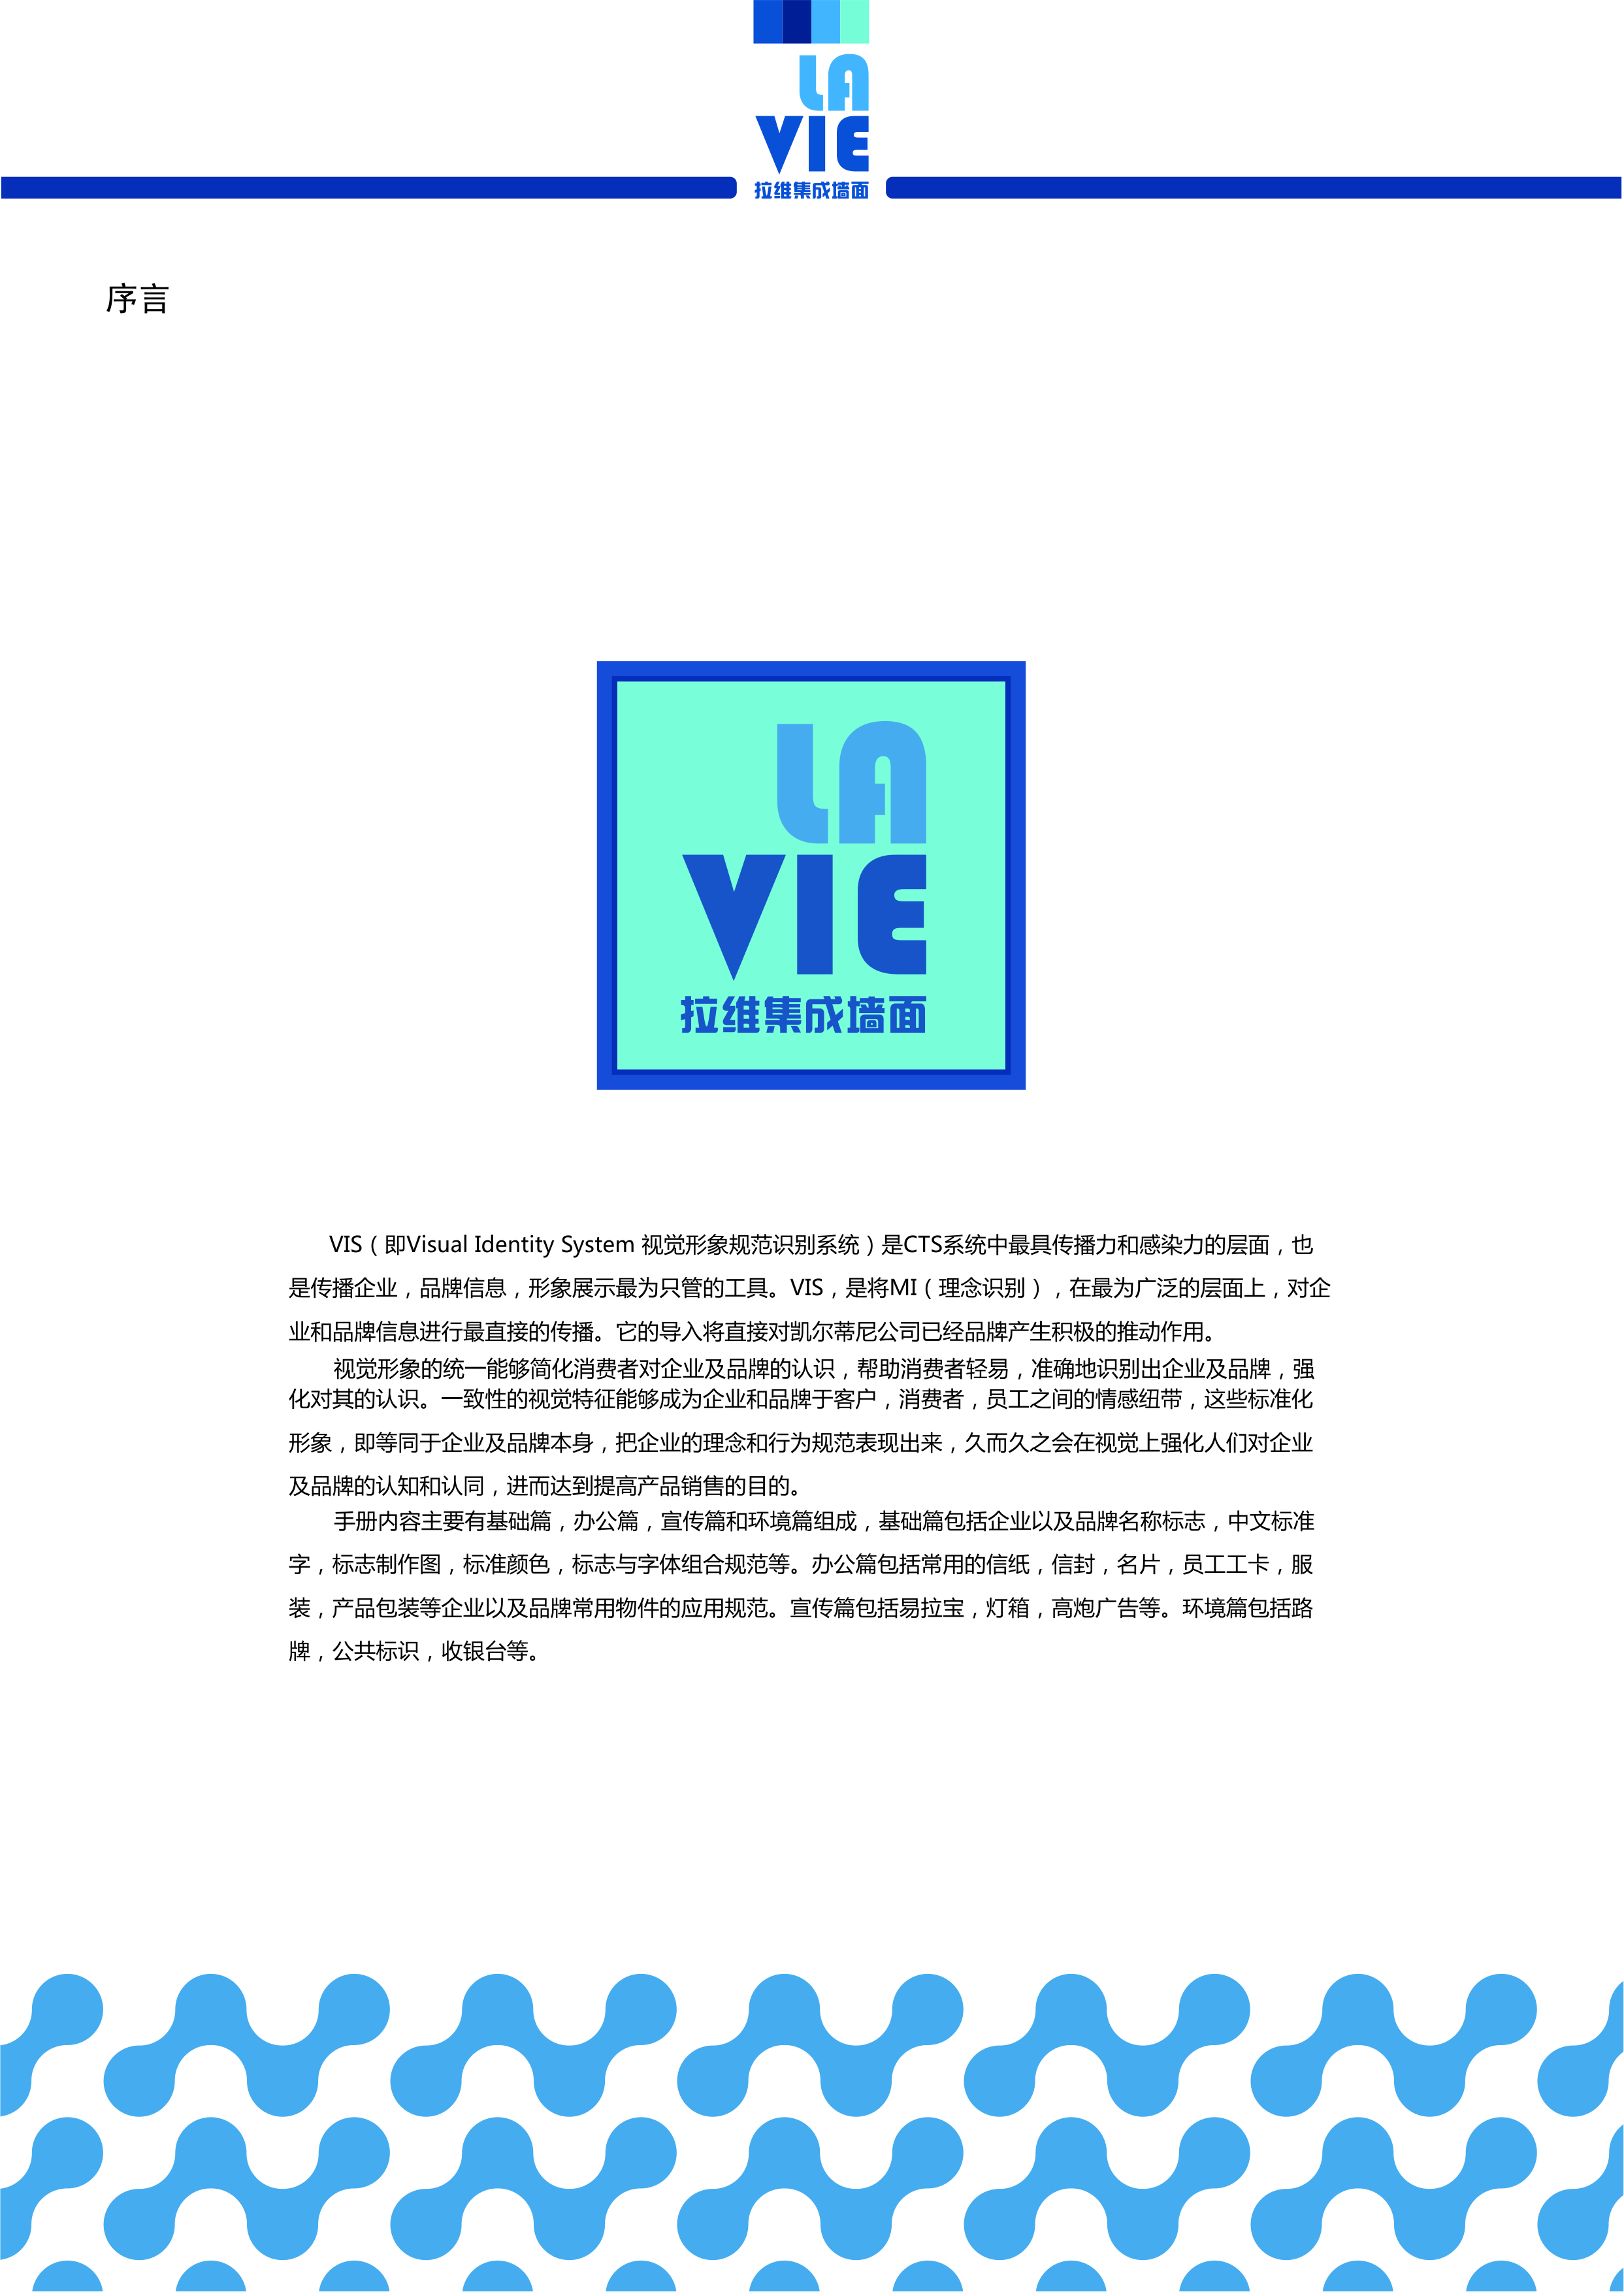 LA
VIE
拉维集成墙面
序言
LA
VIE
拉维集成墙面
VIS（即Visual Identity System 视觉形象规范识别系统）是CTS系统中最具传播力和感染力的层面，也
是传播企业，品牌信息，形象展示最为只管的工具。VIS，是将MI（理念识别），在最为广泛的层面上，对企
业和品牌信息进行最直接的传播。它的导入将直接对凯尔蒂尼公司已经品牌产生积极的推动作用。
视觉形象的统一能够简化消费者对企业及品牌的认识，帮助消费者轻易，准确地识别出企业及品牌，强
化对其的认识。一致性的视觉特征能够成为企业和品牌于客户，消费者，员工之间的情感纽带，这些标准化
形象，即等同于企业及品牌本身，把企业的理念和行为规范表现出来，久而久之会在视觉上强化人们对企业
及品牌的认知和认同，进而达到提高产品销售的目的。
手册内容主要有基础篇，办公篇，宣传篇和环境篇组成，基础篇包括企业以及品牌名称标志，中文标准
字，标志制作图，标准颜色，标志与字体组合规范等。办公篇包括常用的信纸，信封，名片，员工工卡，服
装，产品包装等企业以及品牌常用物件的应用规范。宣传篇包括易拉宝，灯箱，高炮广告等。环境篇包括路
牌，公共标识，收银台等。